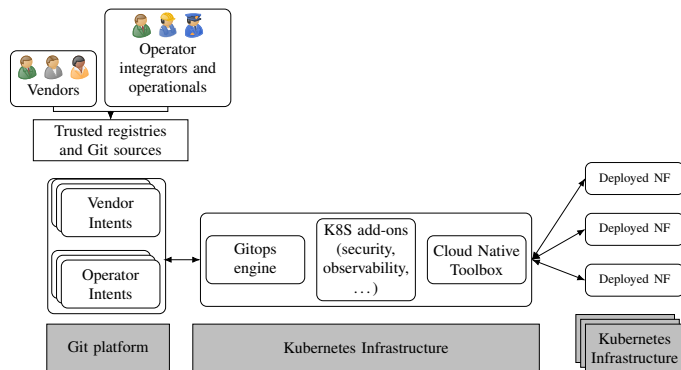 Vendors
Operator
integrators and
operationals
Trusted registries
and Git sources
Vendor
Intents
Operator
Intents
Gitops
engine
K8S add-ons
(security,
observability,
...)
Cloud Native
Toolbox
Deployed NF
Deployed NF
Deployed NF
Git platform
Kubernetes Infrastructure
Kubernetes
Infrastructure